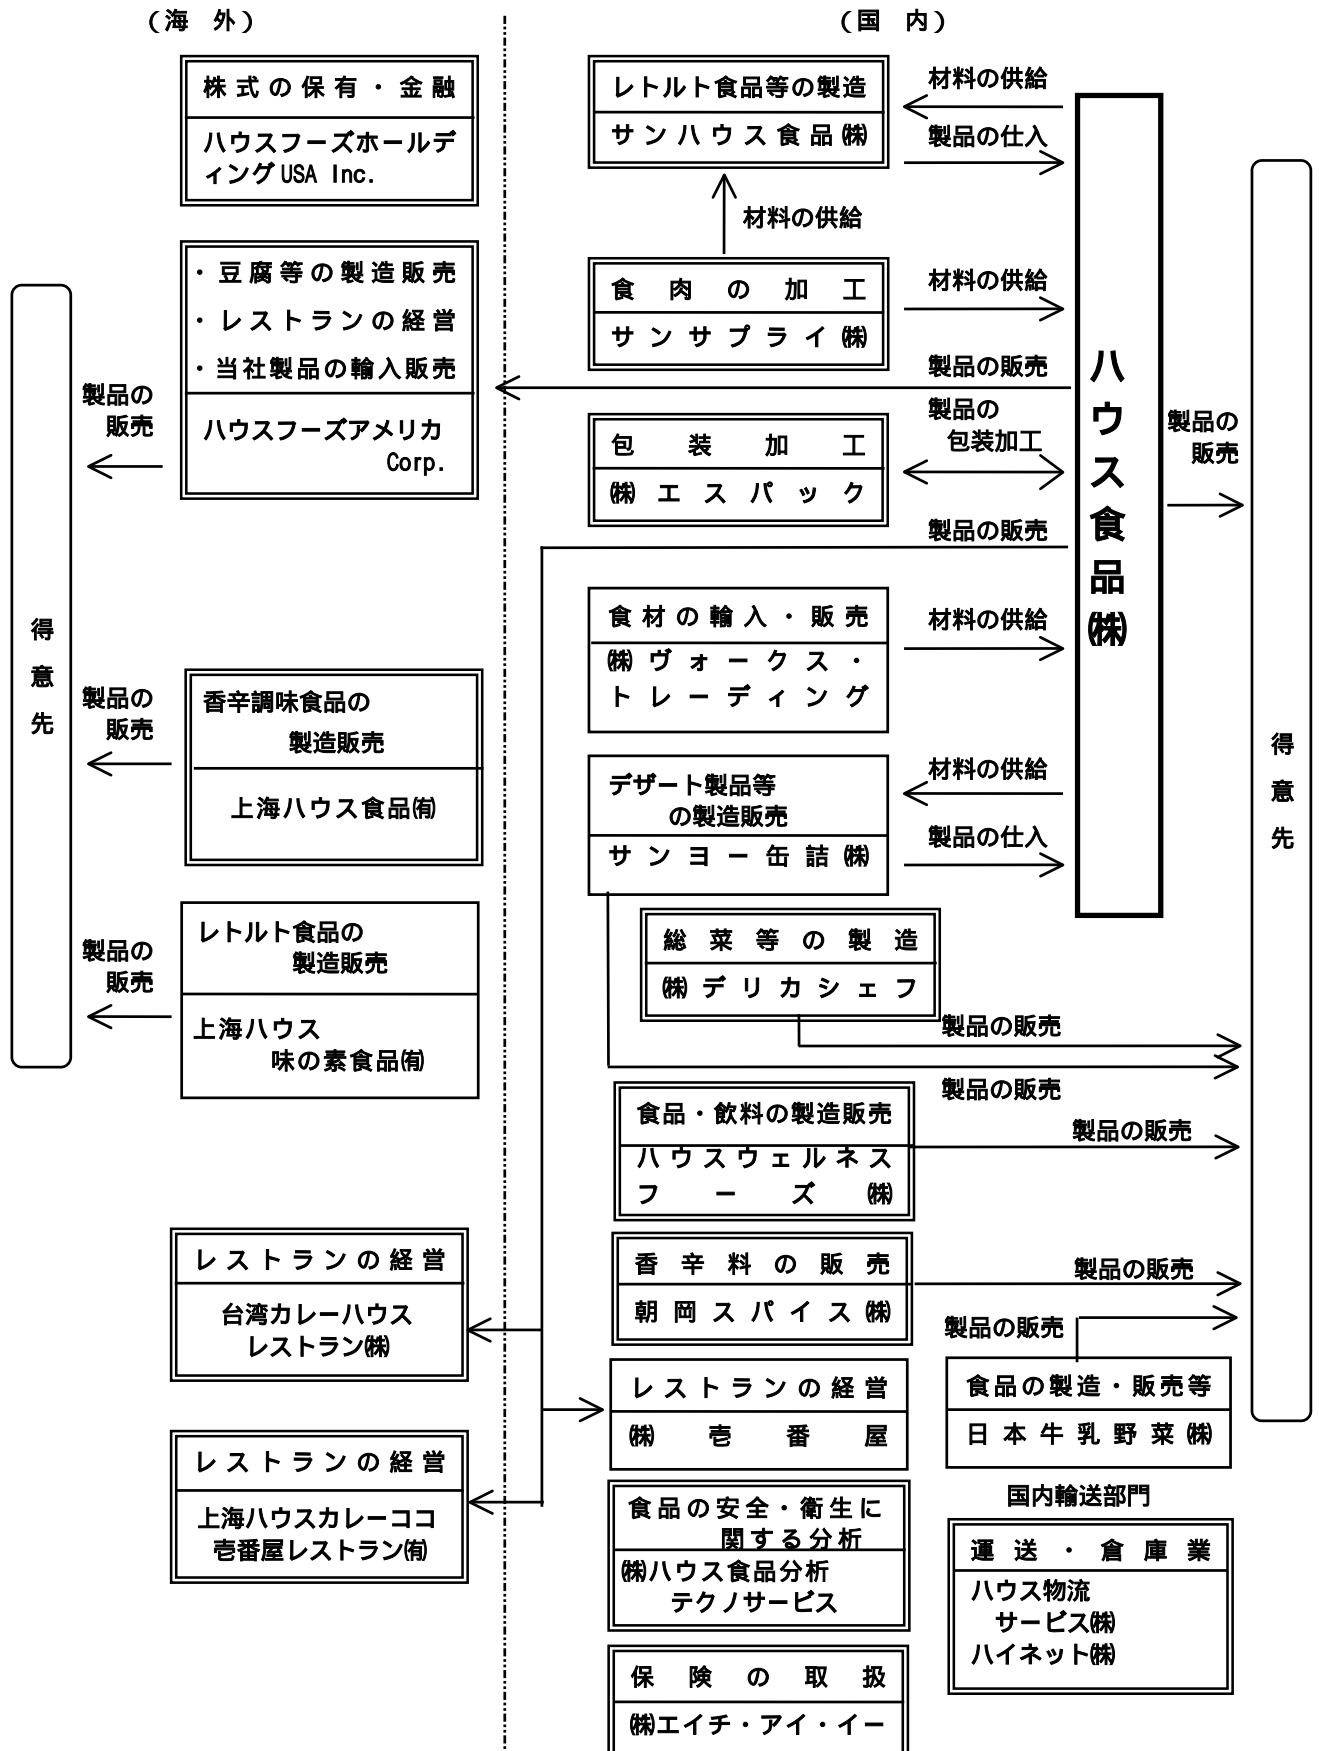 （海　外）
株式の保有・金融
ハウスフーズホールデ
ィングUSA Inc.
・豆腐等の製造販売
・レストランの経営
・当社製品の輸入販売
ハウスフーズアメリカ
Corp.
製品の
販売
得意先
香辛調味食品の
製造販売
上海ハウス食品㈲
製品の
販売
レトルト食品の
製造販売
上海ハウス
味の素食品㈲
製品の
販売
レストランの経営
台湾カレーハウス
レストラン㈱
レストランの経営
上海ハウスカレーココ
壱番屋レストラン㈲
（国　内）
レトルト食品等の製造
サンハウス食品㈱
材料の供給
製品の仕入
材料の供給
食肉の加工
サンサプライ㈱
材料の供給
製品の販売
包装加工
㈱エスパック
製品の
包装加工
製品の販売
食材の輸入・販売
㈱ヴォークス・
トレーディング
材料の供給
デザート製品等
の製造販売
サンヨー缶詰㈱
材料の供給
製品の仕入
ハウス食品㈱
製品の
販売
得意先
総菜等の製造
㈱デリカシェフ
製品の販売
製品の販売
食品・飲料の製造販売
ハウスウェルネス
フーズ㈱
製品の販売
香辛料の販売
朝岡スパイス㈱
製品の販売
製品の販売
レストランの経営
㈱壱番屋
食品の製造・販売等
日本牛乳野菜㈱
食品の安全・衛生に
関する分析
㈱ハウス食品分析
テクノサービス
国内輸送部門
運送・倉庫業
ハウス物流
サービス㈱
ハイネット㈱
保険の取扱
㈱エイチ・アイ・イー